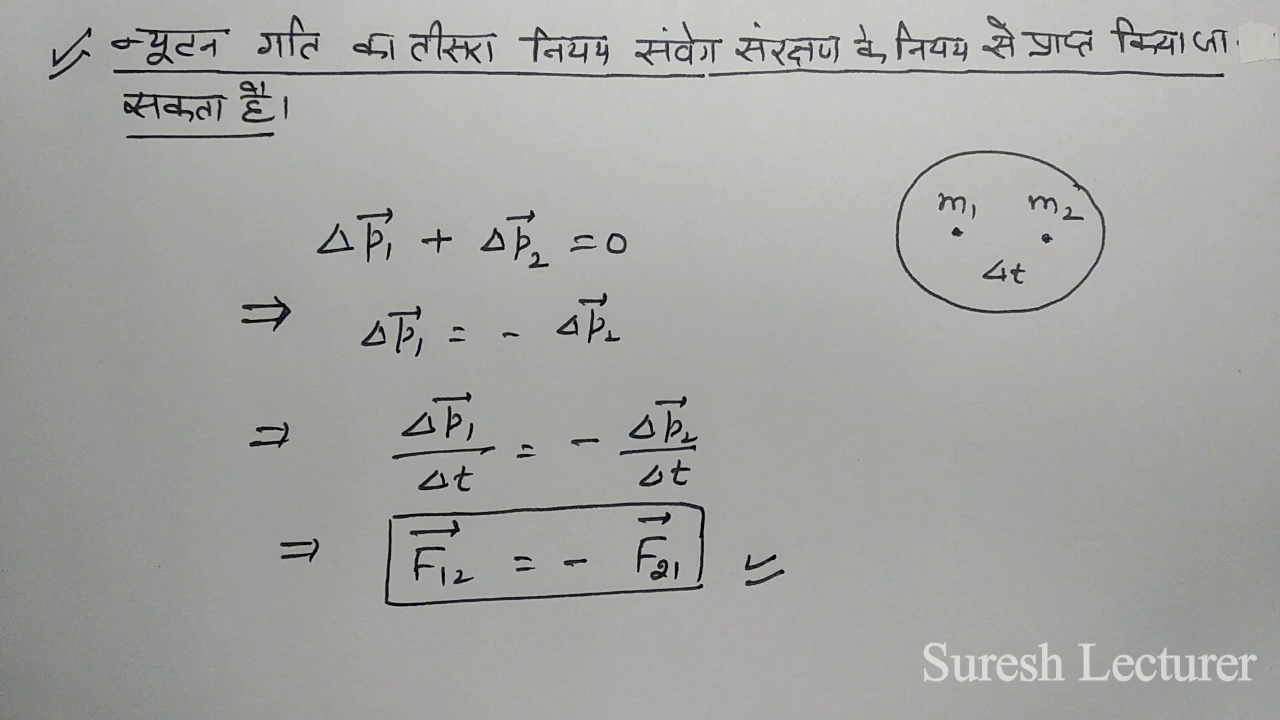 न्यूटन गति का तीसरा नियम संवेग संरक्षण के नियम से प्राप्त किया जा
सकता है।
m₁ m₂
Δt
Δp⃗₁ + Δp⃗₂ = 0
⇒ Δp⃗₁ = - Δp⃗₂
⇒ Δp⃗₁/Δt = - Δp⃗₂/Δt
⇒ F⃗₁₂ = - F⃗₂₁
Suresh Lecturer